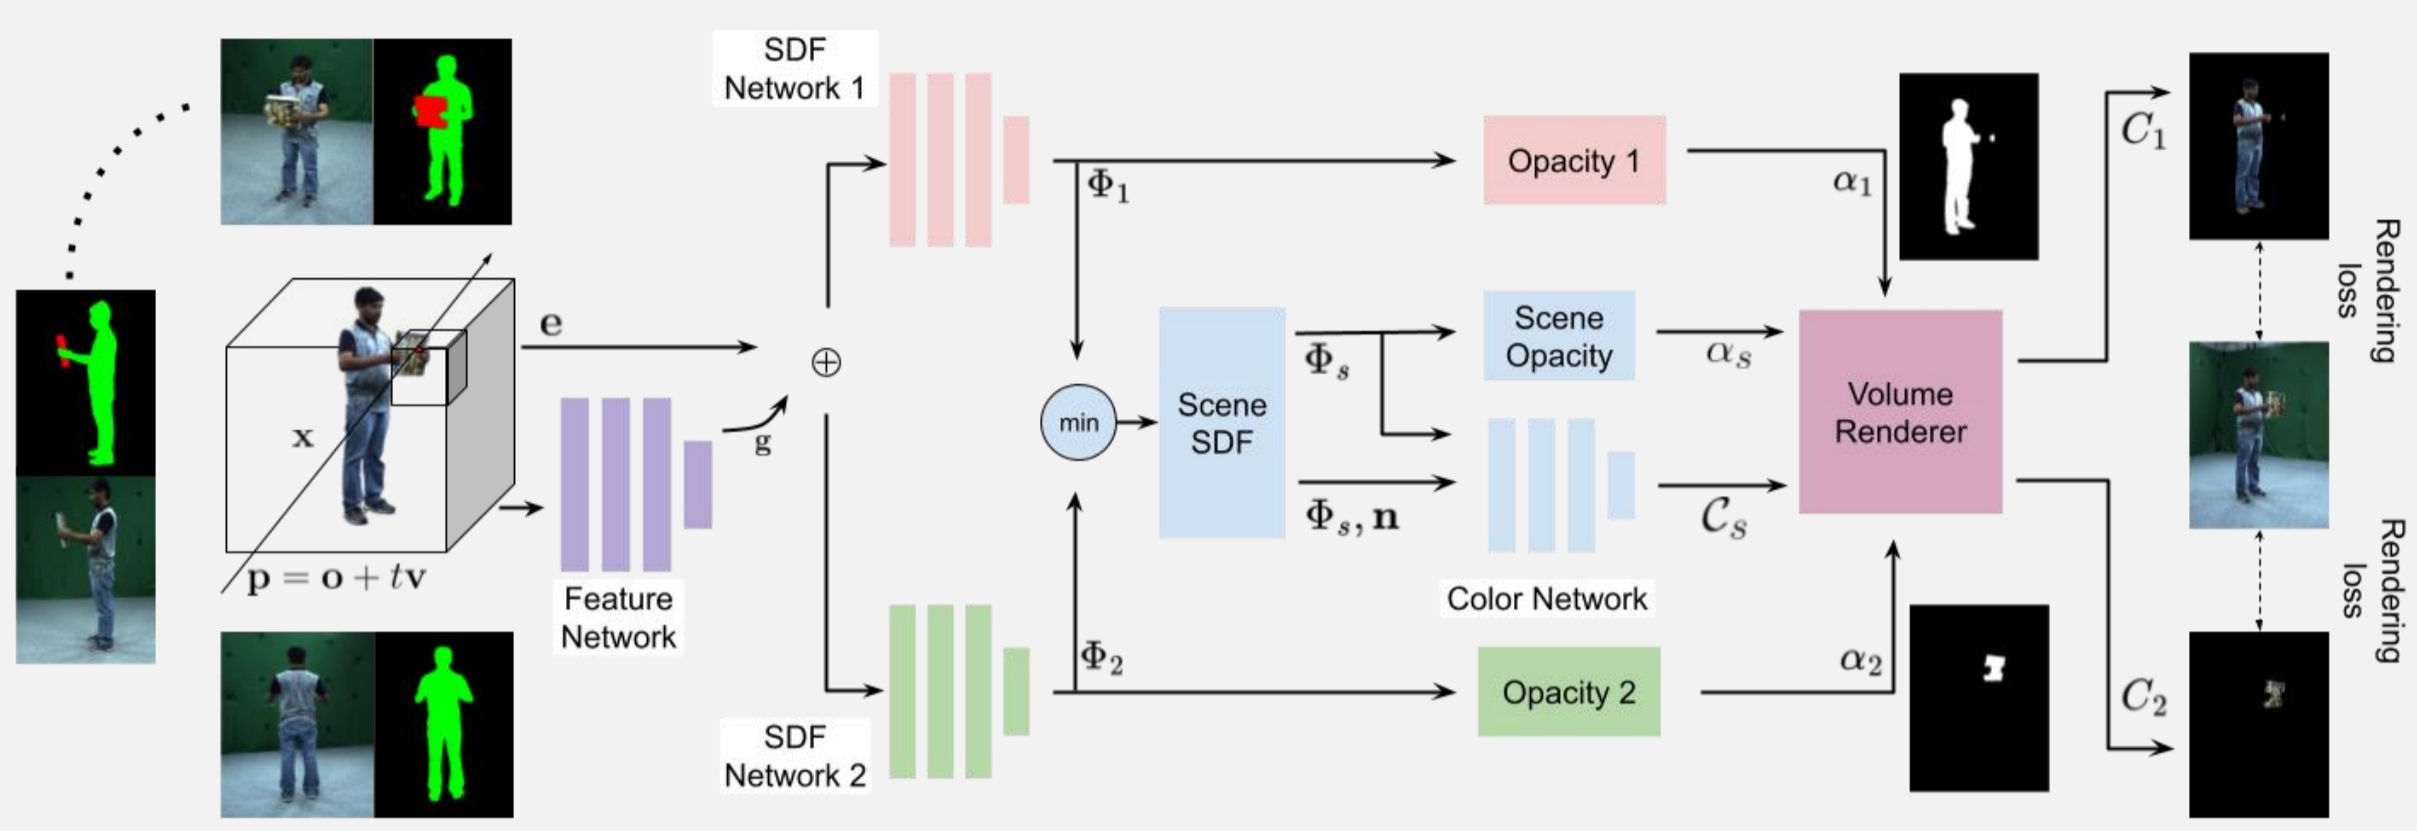 SDF
Network 1
e
⊕
g
x
p = o + tv
Feature
Network
SDF
Network 2
Φ₁
Φ₂
min
Scene
SDF
Φₛ
Φₛ, n
Opacity 1
Scene
Opacity
Color Network
Opacity 2
α₁
αₛ
𝒞ₛ
α₂
Volume
Renderer
C₁
C₂
Rendering
loss
Rendering
loss